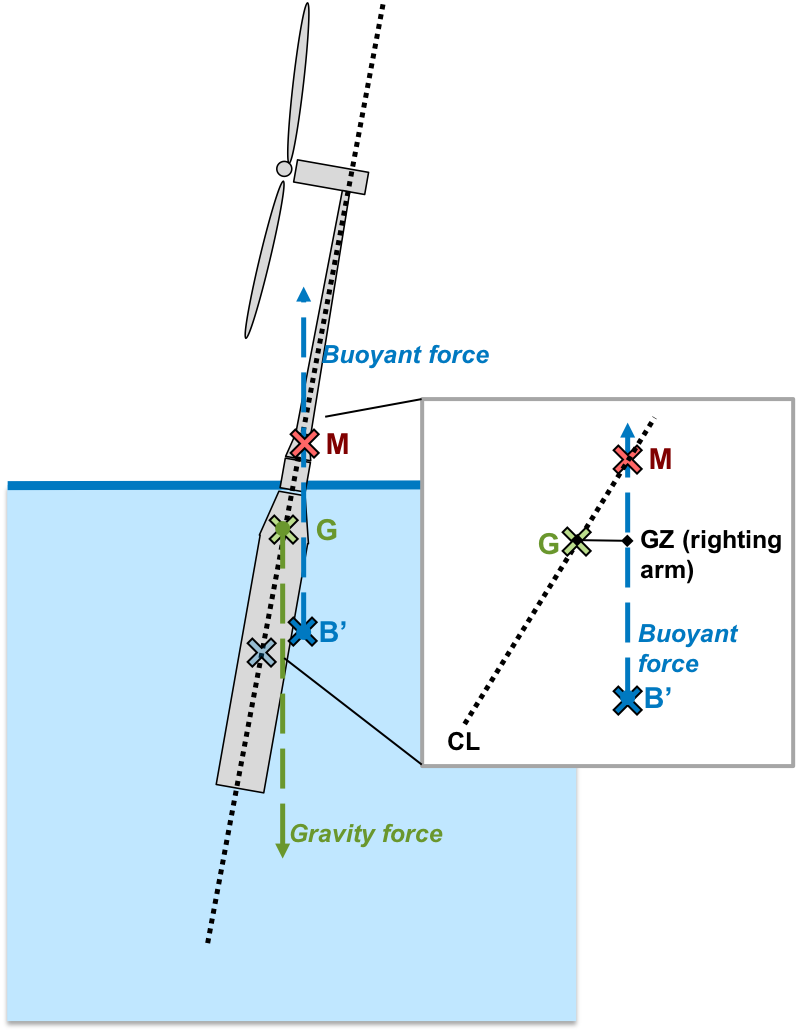 Buoyant force
M
G
B’
Gravity force
M
G
GZ (righting
arm)
Buoyant
force
B’
CL